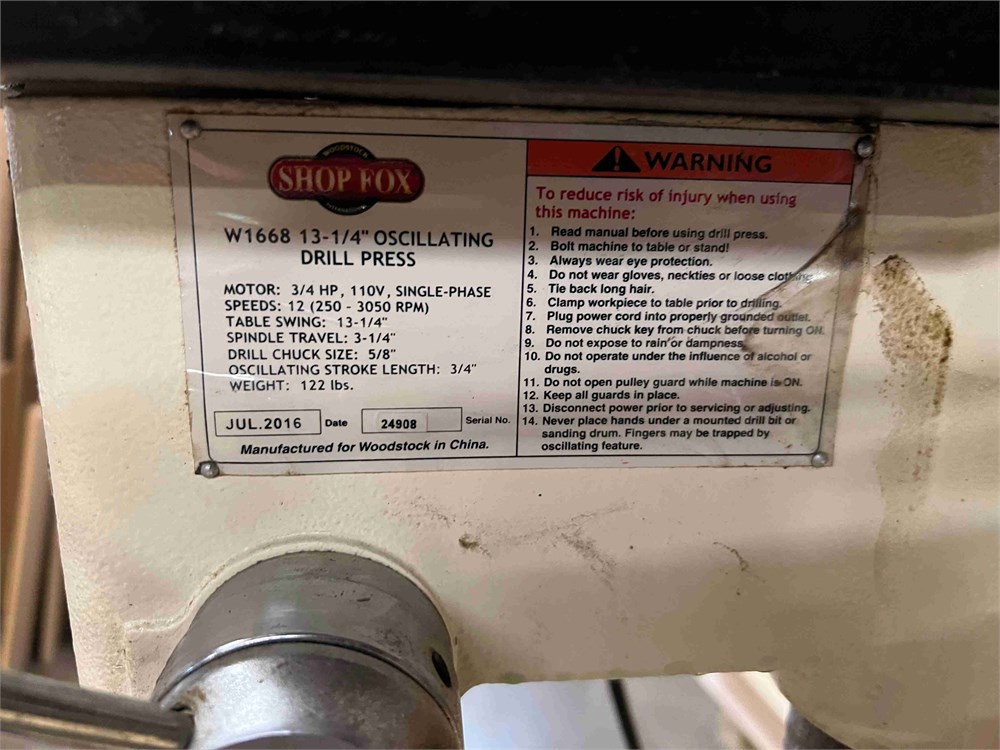 WOODSTOCK
SHOP FOX
W1668 13-1/4" OSCILLATING
DRILL PRESS
MOTOR: 3/4 HP, 110V, SINGLE-PHASE
SPEEDS: 12 (250 - 3050 RPM)
TABLE SWING: 13-1/4"
SPINDLE TRAVEL: 3-1/4"
DRILL CHUCK SIZE: 5/8"
OSCILLATING STROKE LENGTH: 3/4"
WEIGHT: 122 lbs.
JUL.2016 Date 24908 Serial No.
Manufactured for Woodstock in China.
WARNING
To reduce risk of injury when using
this machine:
1. Read manual before using drill press.
2. Bolt machine to table or stand!
3. Always wear eye protection.
4. Do not wear gloves, neckties or loose clothing.
5. Tie back long hair.
6. Clamp workpiece to table prior to drilling.
7. Plug power cord into properly grounded outlet.
8. Remove chuck key from chuck before turning ON.
9. Do not expose to rain or dampness.
10. Do not operate under the influence of alcohol or
drugs.
11. Do not open pulley guard while machine is ON.
12. Keep all guards in place.
13. Disconnect power prior to servicing or adjusting.
14. Never place hands under a mounted drill bit or
sanding drum. Fingers may be trapped by
oscillating feature.